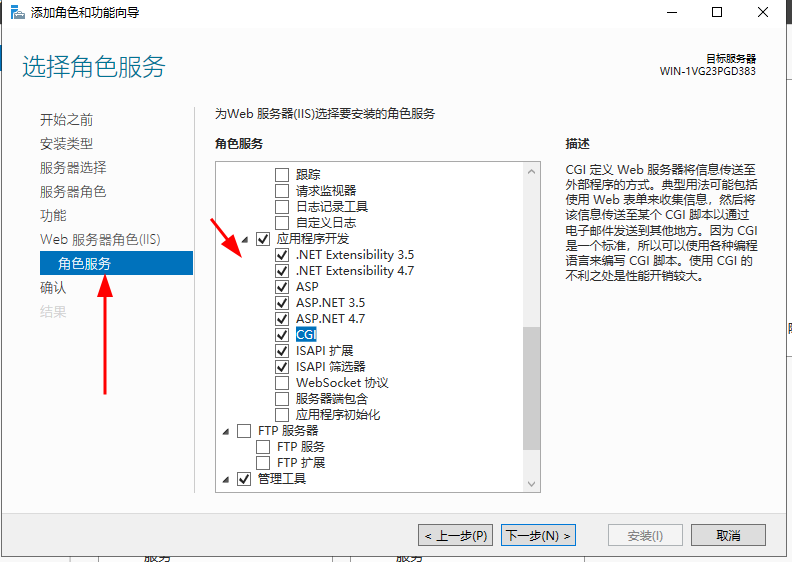 添加角色和功能向导
选择角色服务
目标服务器
WIN-1VG23PGD383
开始之前
安装类型
服务器选择
服务器角色
功能
Web 服务器角色(IIS)
角色服务
确认
结果
为Web 服务器(IIS)选择要安装的角色服务
角色服务
跟踪
请求监视器
日志记录工具
自定义日志
应用程序开发
.NET Extensibility 3.5
.NET Extensibility 4.7
ASP
ASP.NET 3.5
ASP.NET 4.7
CGI
ISAPI 扩展
ISAPI 筛选器
WebSocket 协议
服务器端包含
应用程序初始化
FTP 服务器
FTP 服务
FTP 扩展
管理工具
描述
CGI 定义 Web 服务器将信息传送至
外部程序的方式。典型用法可能包括
使用 Web 表单来收集信息，然后将
该信息传送至某个 CGI 脚本以通过
电子邮件发送到其他地方。因为 CGI
是一个标准，所以可以使用各种编程
语言来编写 CGI 脚本。使用 CGI 的
不利之处是性能开销较大。
< 上一步(P)
下一步(N) >
安装(I)
取消